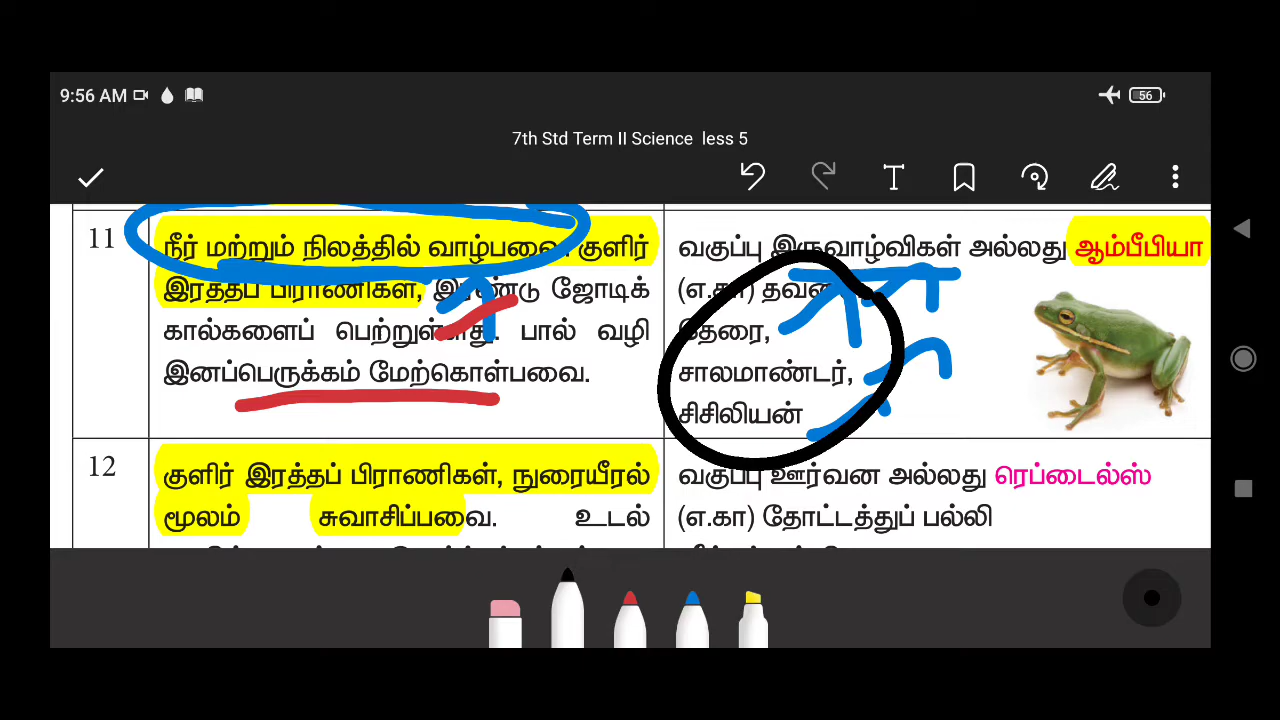 9:56 AM
56
7th Std Term II Science less 5
11
நீர் மற்றும் நிலத்தில் வாழ்பவை. குளிர்
இரத்தப் பிராணிகள், இரண்டு ஜோடிக்
கால்களைப் பெற்றுள்ளது. பால் வழி
இனப்பெருக்கம் மேற்கொள்பவை.
வகுப்பு இருவாழ்விகள் அல்லது ஆம்பீபியா
(எ.கா) தவளை
தேரை,
சாலமாண்டர்,
சிசிலியன்
12
குளிர் இரத்தப் பிராணிகள், நுரையீரல்
மூலம் சுவாசிப்பவை. உடல்
வகுப்பு ஊர்வன அல்லது ரெப்டைல்ஸ்
(எ.கா) தோட்டத்துப் பல்லி